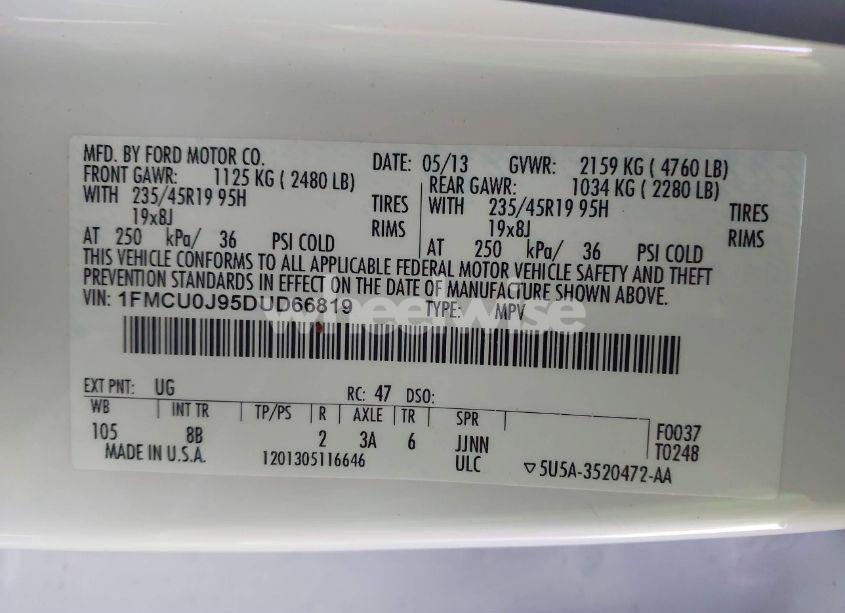 MFD. BY FORD MOTOR CO. DATE: 05/13 GVWR: 2159 KG ( 4760 LB)
FRONT GAWR: 1125 KG ( 2480 LB) REAR GAWR: 1034 KG ( 2280 LB)
WITH 235/45R19 95H TIRES WITH 235/45R19 95H TIRES
19x8J RIMS 19x8J RIMS
AT 250 kPa/ 36 PSI COLD AT 250 kPa/ 36 PSI COLD
THIS VEHICLE CONFORMS TO ALL APPLICABLE FEDERAL MOTOR VEHICLE SAFETY AND THEFT
PREVENTION STANDARDS IN EFFECT ON THE DATE OF MANUFACTURE SHOWN ABOVE.
VIN: 1FMCU0J95DUD66819 TYPE: MPV
wheelwise
EXT PNT: UG RC: 47 DSO:
WB INT TR TP/PS R AXLE TR SPR
105 8B 2 3A 6 JJNN F0037
MADE IN U.S.A. 1201305116646 ULC T0248
▽5U5A-3520472-AA